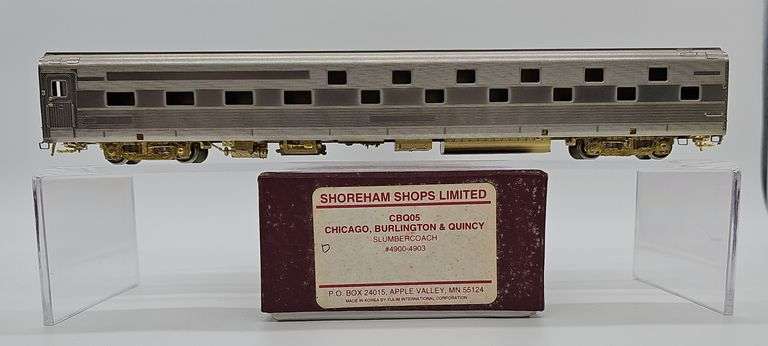 SHOREHAM SHOPS LIMITED
CBQ05
CHICAGO, BURLINGTON & QUINCY
SLUMBERCOACH
#4900-4903
P.O. BOX 24015, APPLE VALLEY, MN 55124
MADE IN KOREA BY YULIM INTERNATIONAL CORPORATION